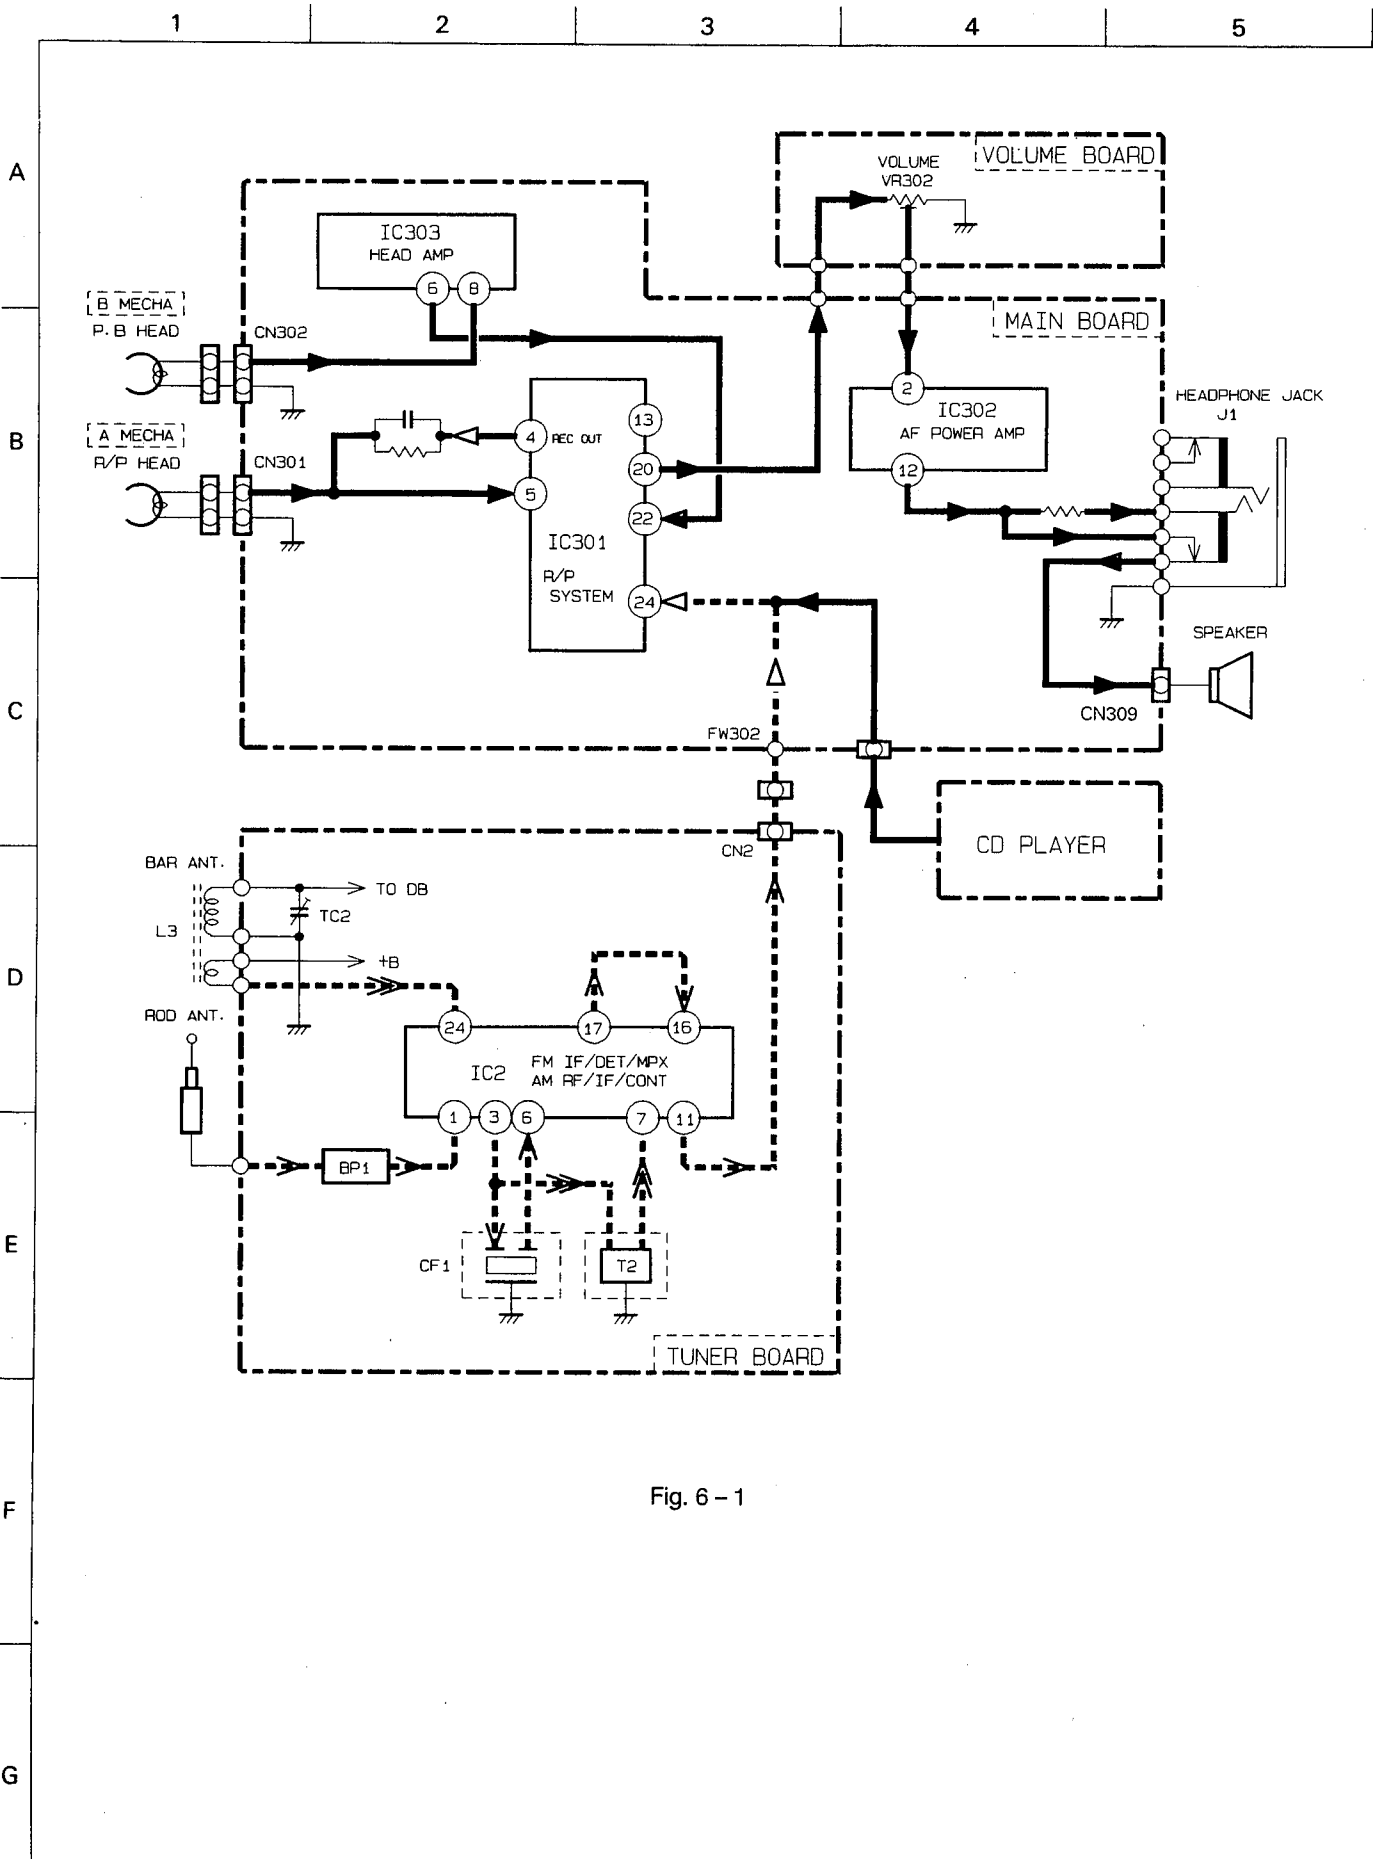 1 2 3 4 5
A
VOLUME
VR302
VOLUME BOARD
IC303
HEAD AMP
6 8
B MECHA
P.B HEAD
CN302
MAIN BOARD
2
IC302
AF POWER AMP
12
HEADPHONE JACK
J1
B
A MECHA
R/P HEAD
CN301
4 REC OUT
5
13
20
22
24
IC301
R/P
SYSTEM
SPEAKER
C
CN309
FW302
CN2
CD PLAYER
BAR ANT.
TO DB
TC2
L3
+B
D
ROD ANT.
24 17 16
IC2
FM IF/DET/MPX
AM RF/IF/CONT
1 3 6 7 11
BP1
E
CF1
T2
TUNER BOARD
Fig. 6 – 1
F
G